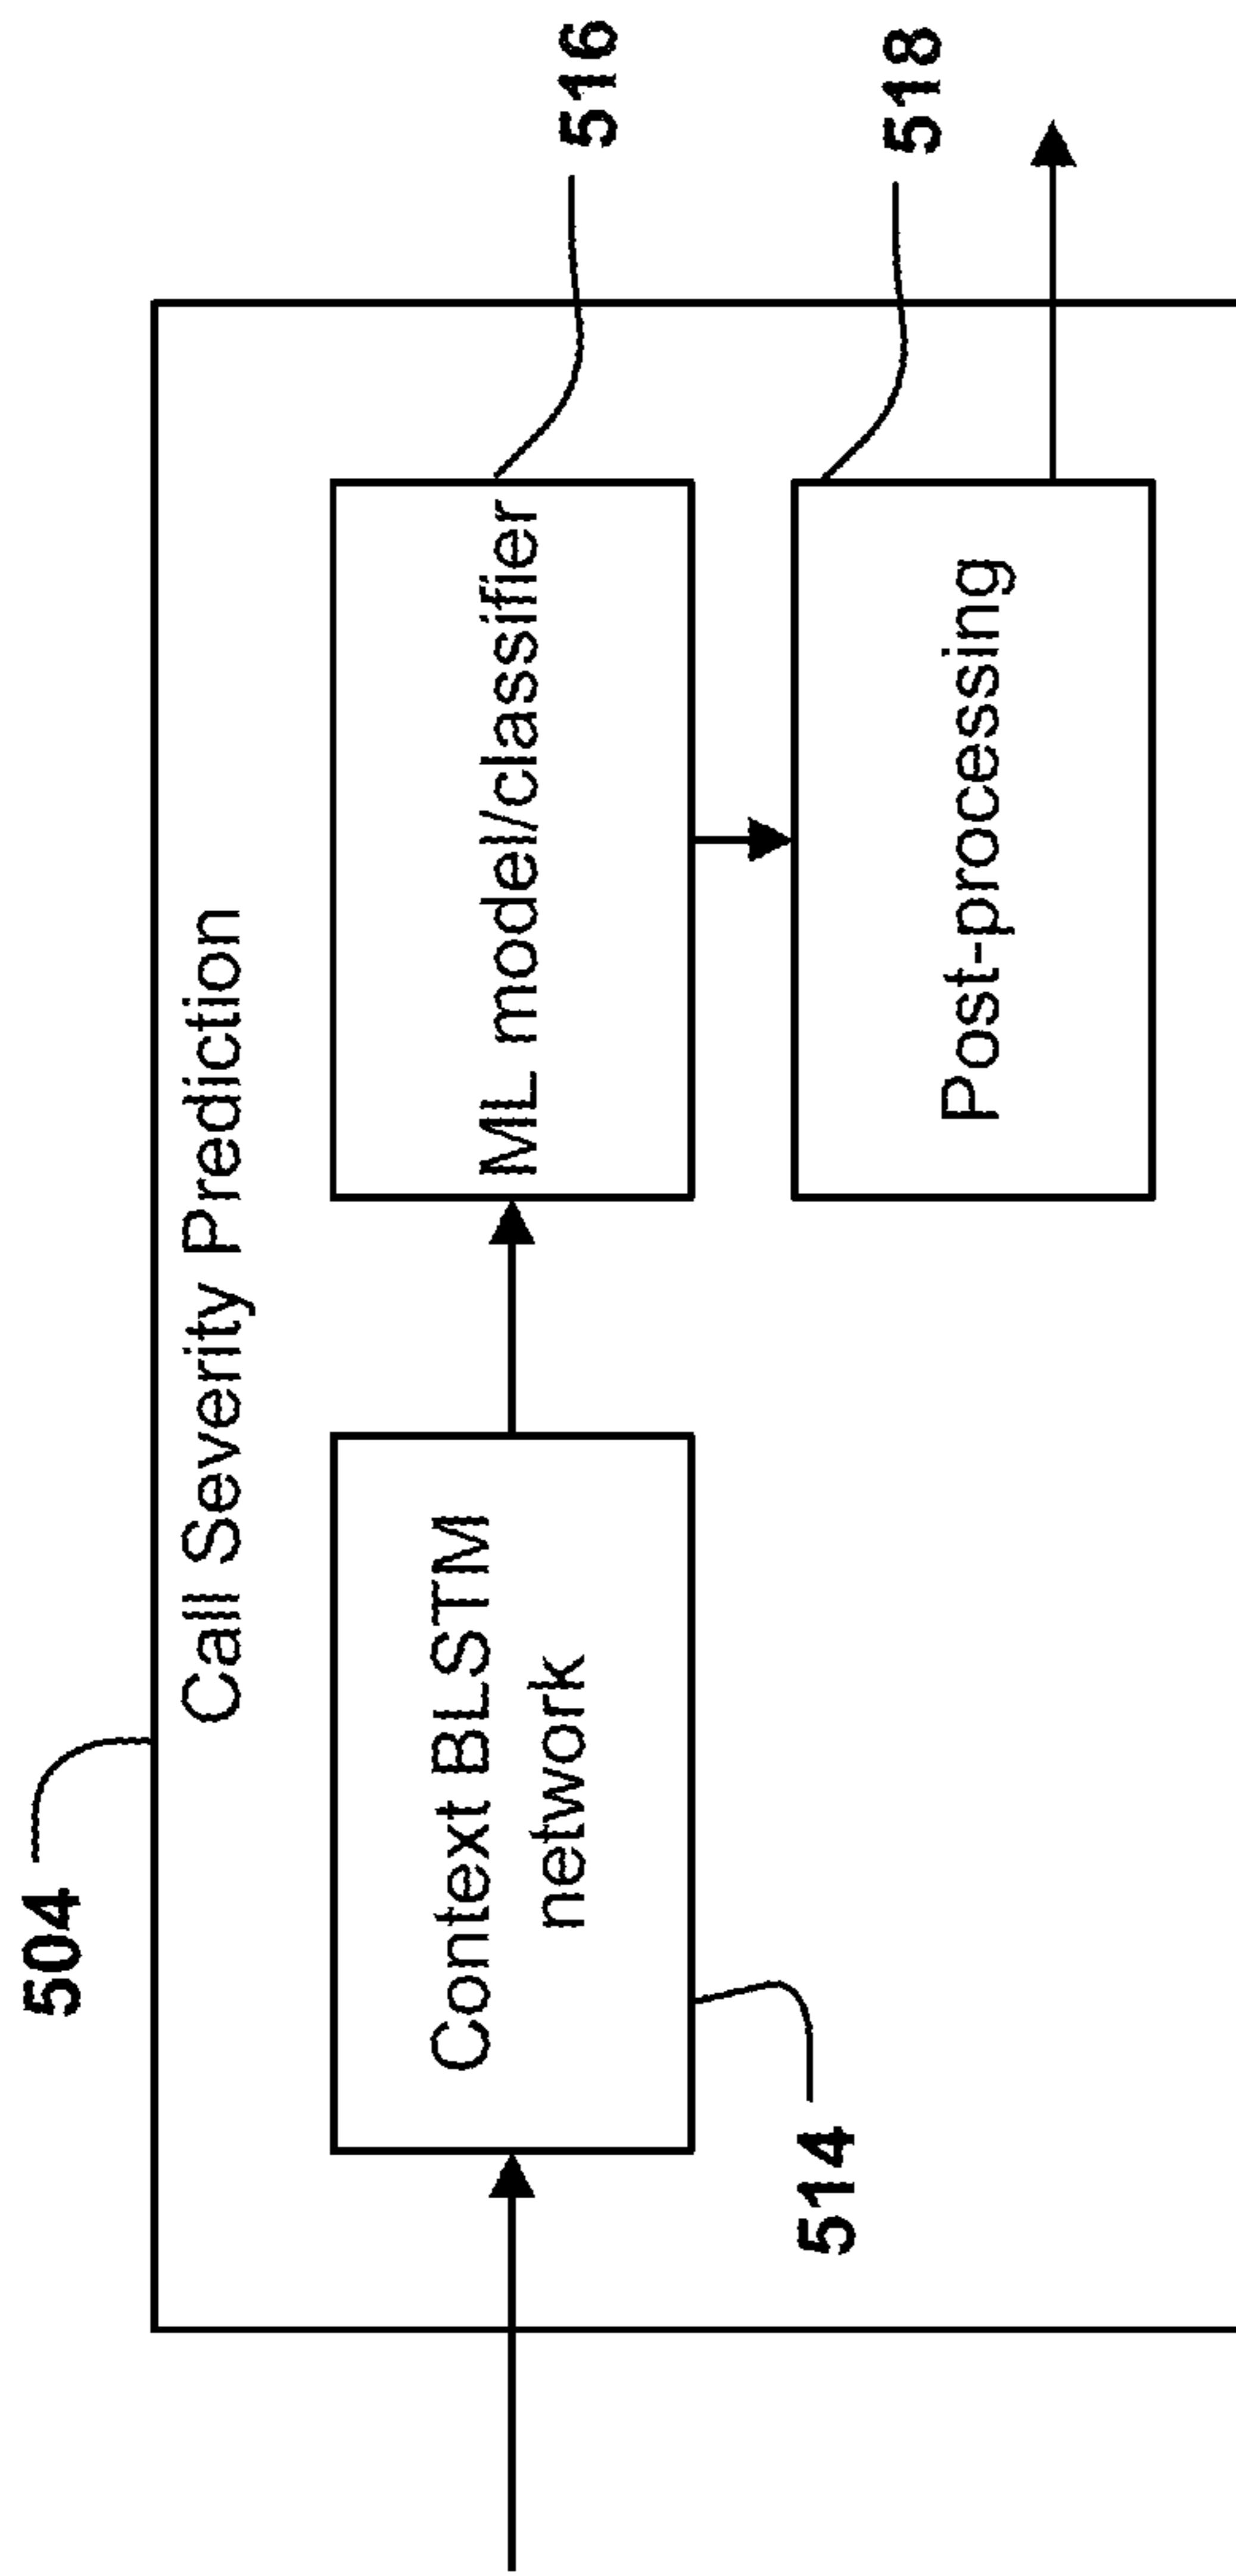 504
Call Severity Prediction
Context BLSTM
network
514
ML model/classifier
516
Post-processing
518